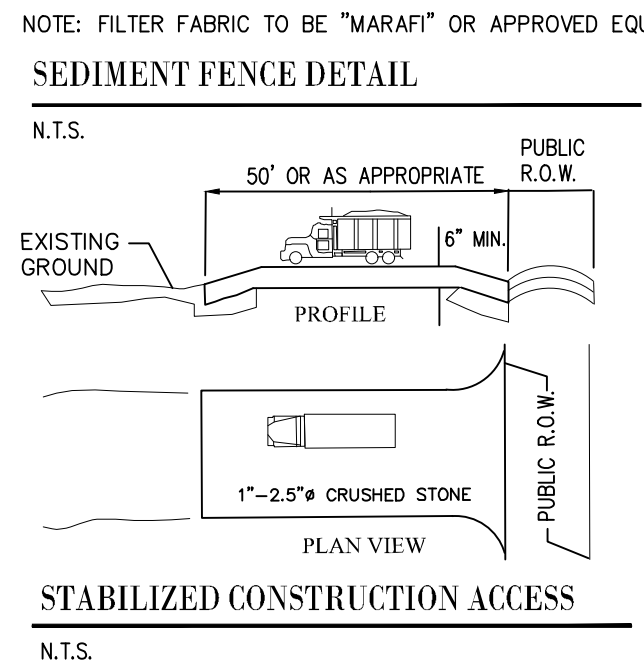 NOTE: FILTER FABRIC TO BE "MARAFI" OR APPROVED EQU
SEDIMENT FENCE DETAIL
N.T.S.
PUBLIC
R.O.W.
50' OR AS APPROPRIATE
EXISTING
GROUND
6" MIN.
PROFILE
PUBLIC R.O.W.
1"-2.5"ø CRUSHED STONE
PLAN VIEW
STABILIZED CONSTRUCTION ACCESS
N.T.S.